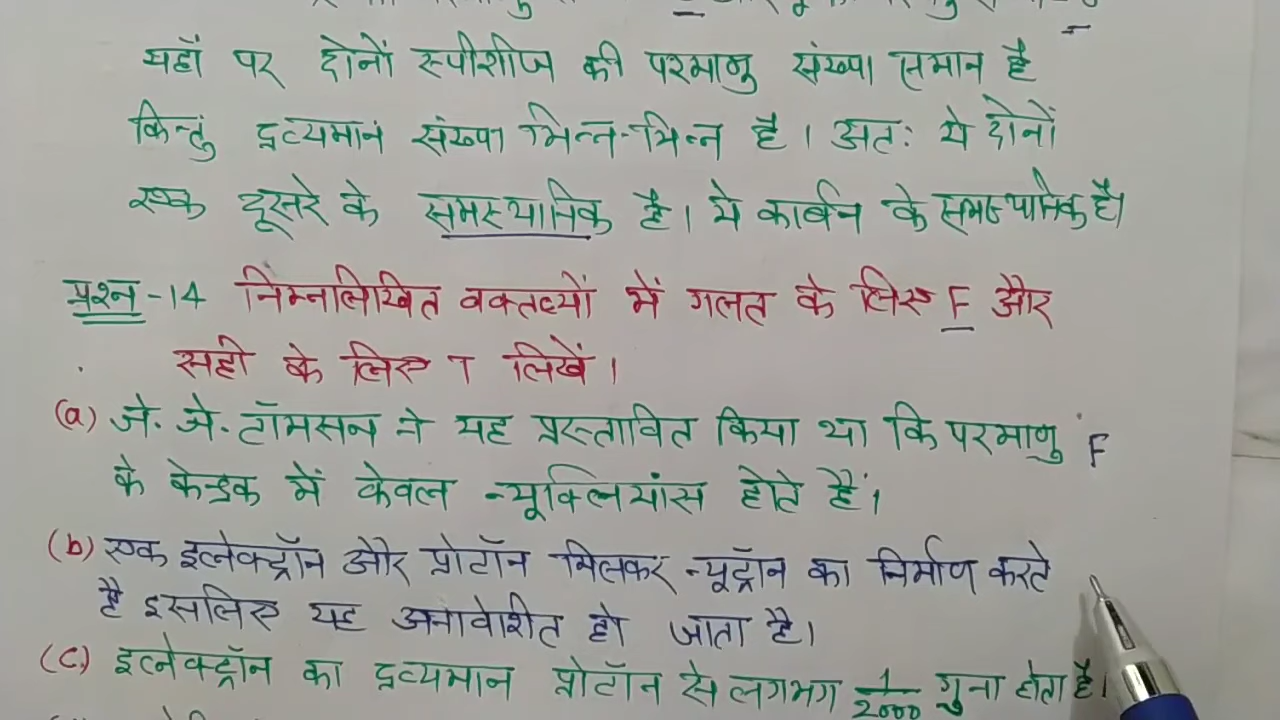 यहाँ पर दोनों स्पीशीज की परमाणु संख्या समान है
किन्तु द्रव्यमान संख्या भिन्न-भिन्न है। अतः ये दोनों
एक दूसरे के समस्थानिक है। ये कार्बन के समस्थानिक है।
प्रश्न-14 निम्नलिखित वक्तव्यों में गलत के लिए F और
सही के लिए T लिखें।
(a) जे. जे. टॉमसन ने यह प्रस्तावित किया था कि परमाणु F
के केन्द्रक में केवल न्यूक्लियांस होते हैं।
(b) एक इलेक्ट्रॉन और प्रोटॉन मिलकर न्यूट्रॉन का निर्माण करते
है इसलिए यह अनावेशीत हो जाता है।
(C) इलेक्ट्रॉन का द्रव्यमान प्रोटॉन से लगभग 1/2000 गुना होता है।